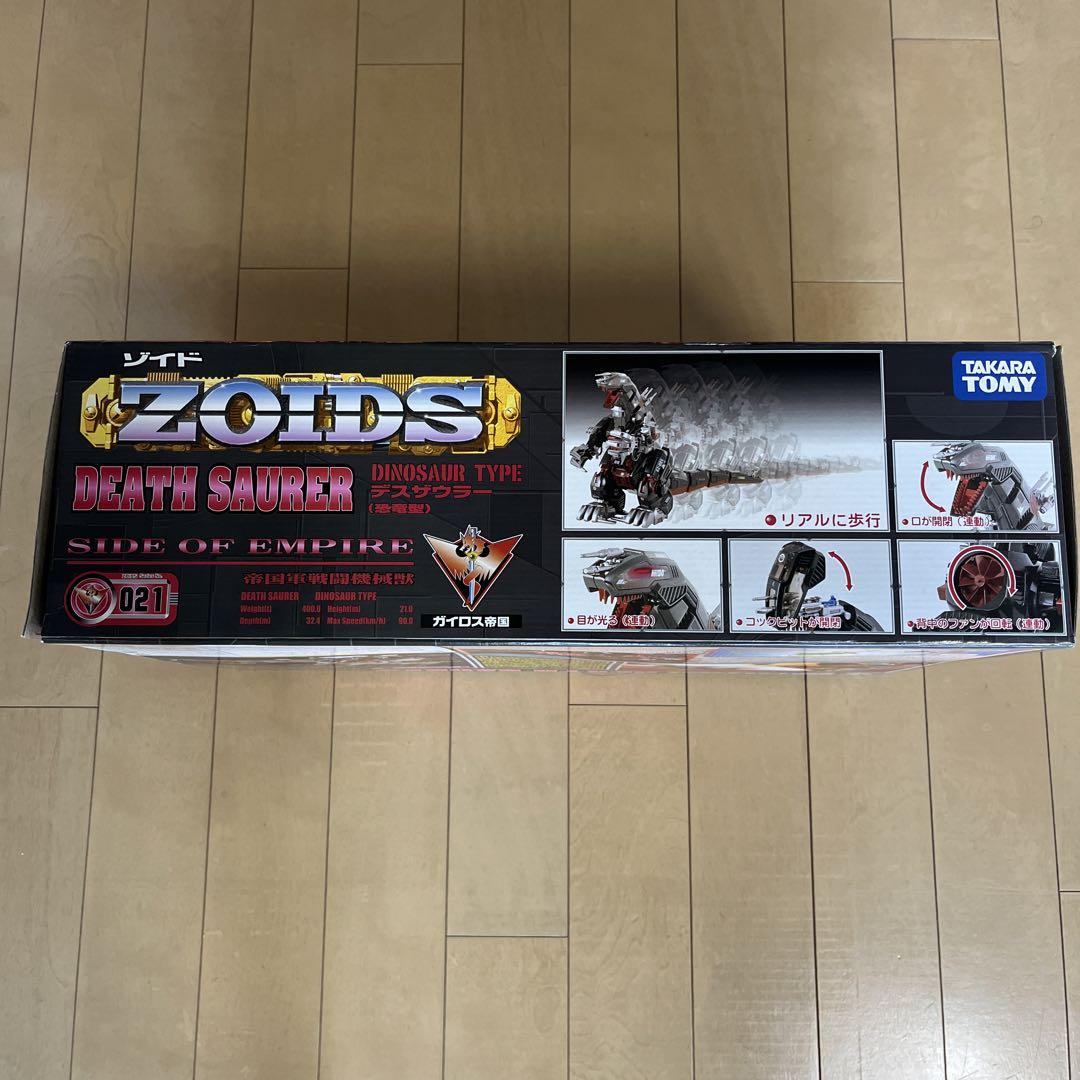 ゾイド
ZOIDS
DEATH SAURER
DINOSAUR TYPE
デスザウラー
(恐竜型)
SIDE OF EMPIRE
帝国軍戦闘機械獣
021
DEATH SAURER DINOSAUR TYPE
Weight(t) 400.0 Height(m) 21.0
Depth(m) 32.4 Max Speed(km/h) 90.0
ガイロス帝国
●リアルに歩行
TAKARA
TOMY
●口が開閉(連動)
●目が光る(連動)
●コックピットが開閉
●背中のファンが回転(連動)